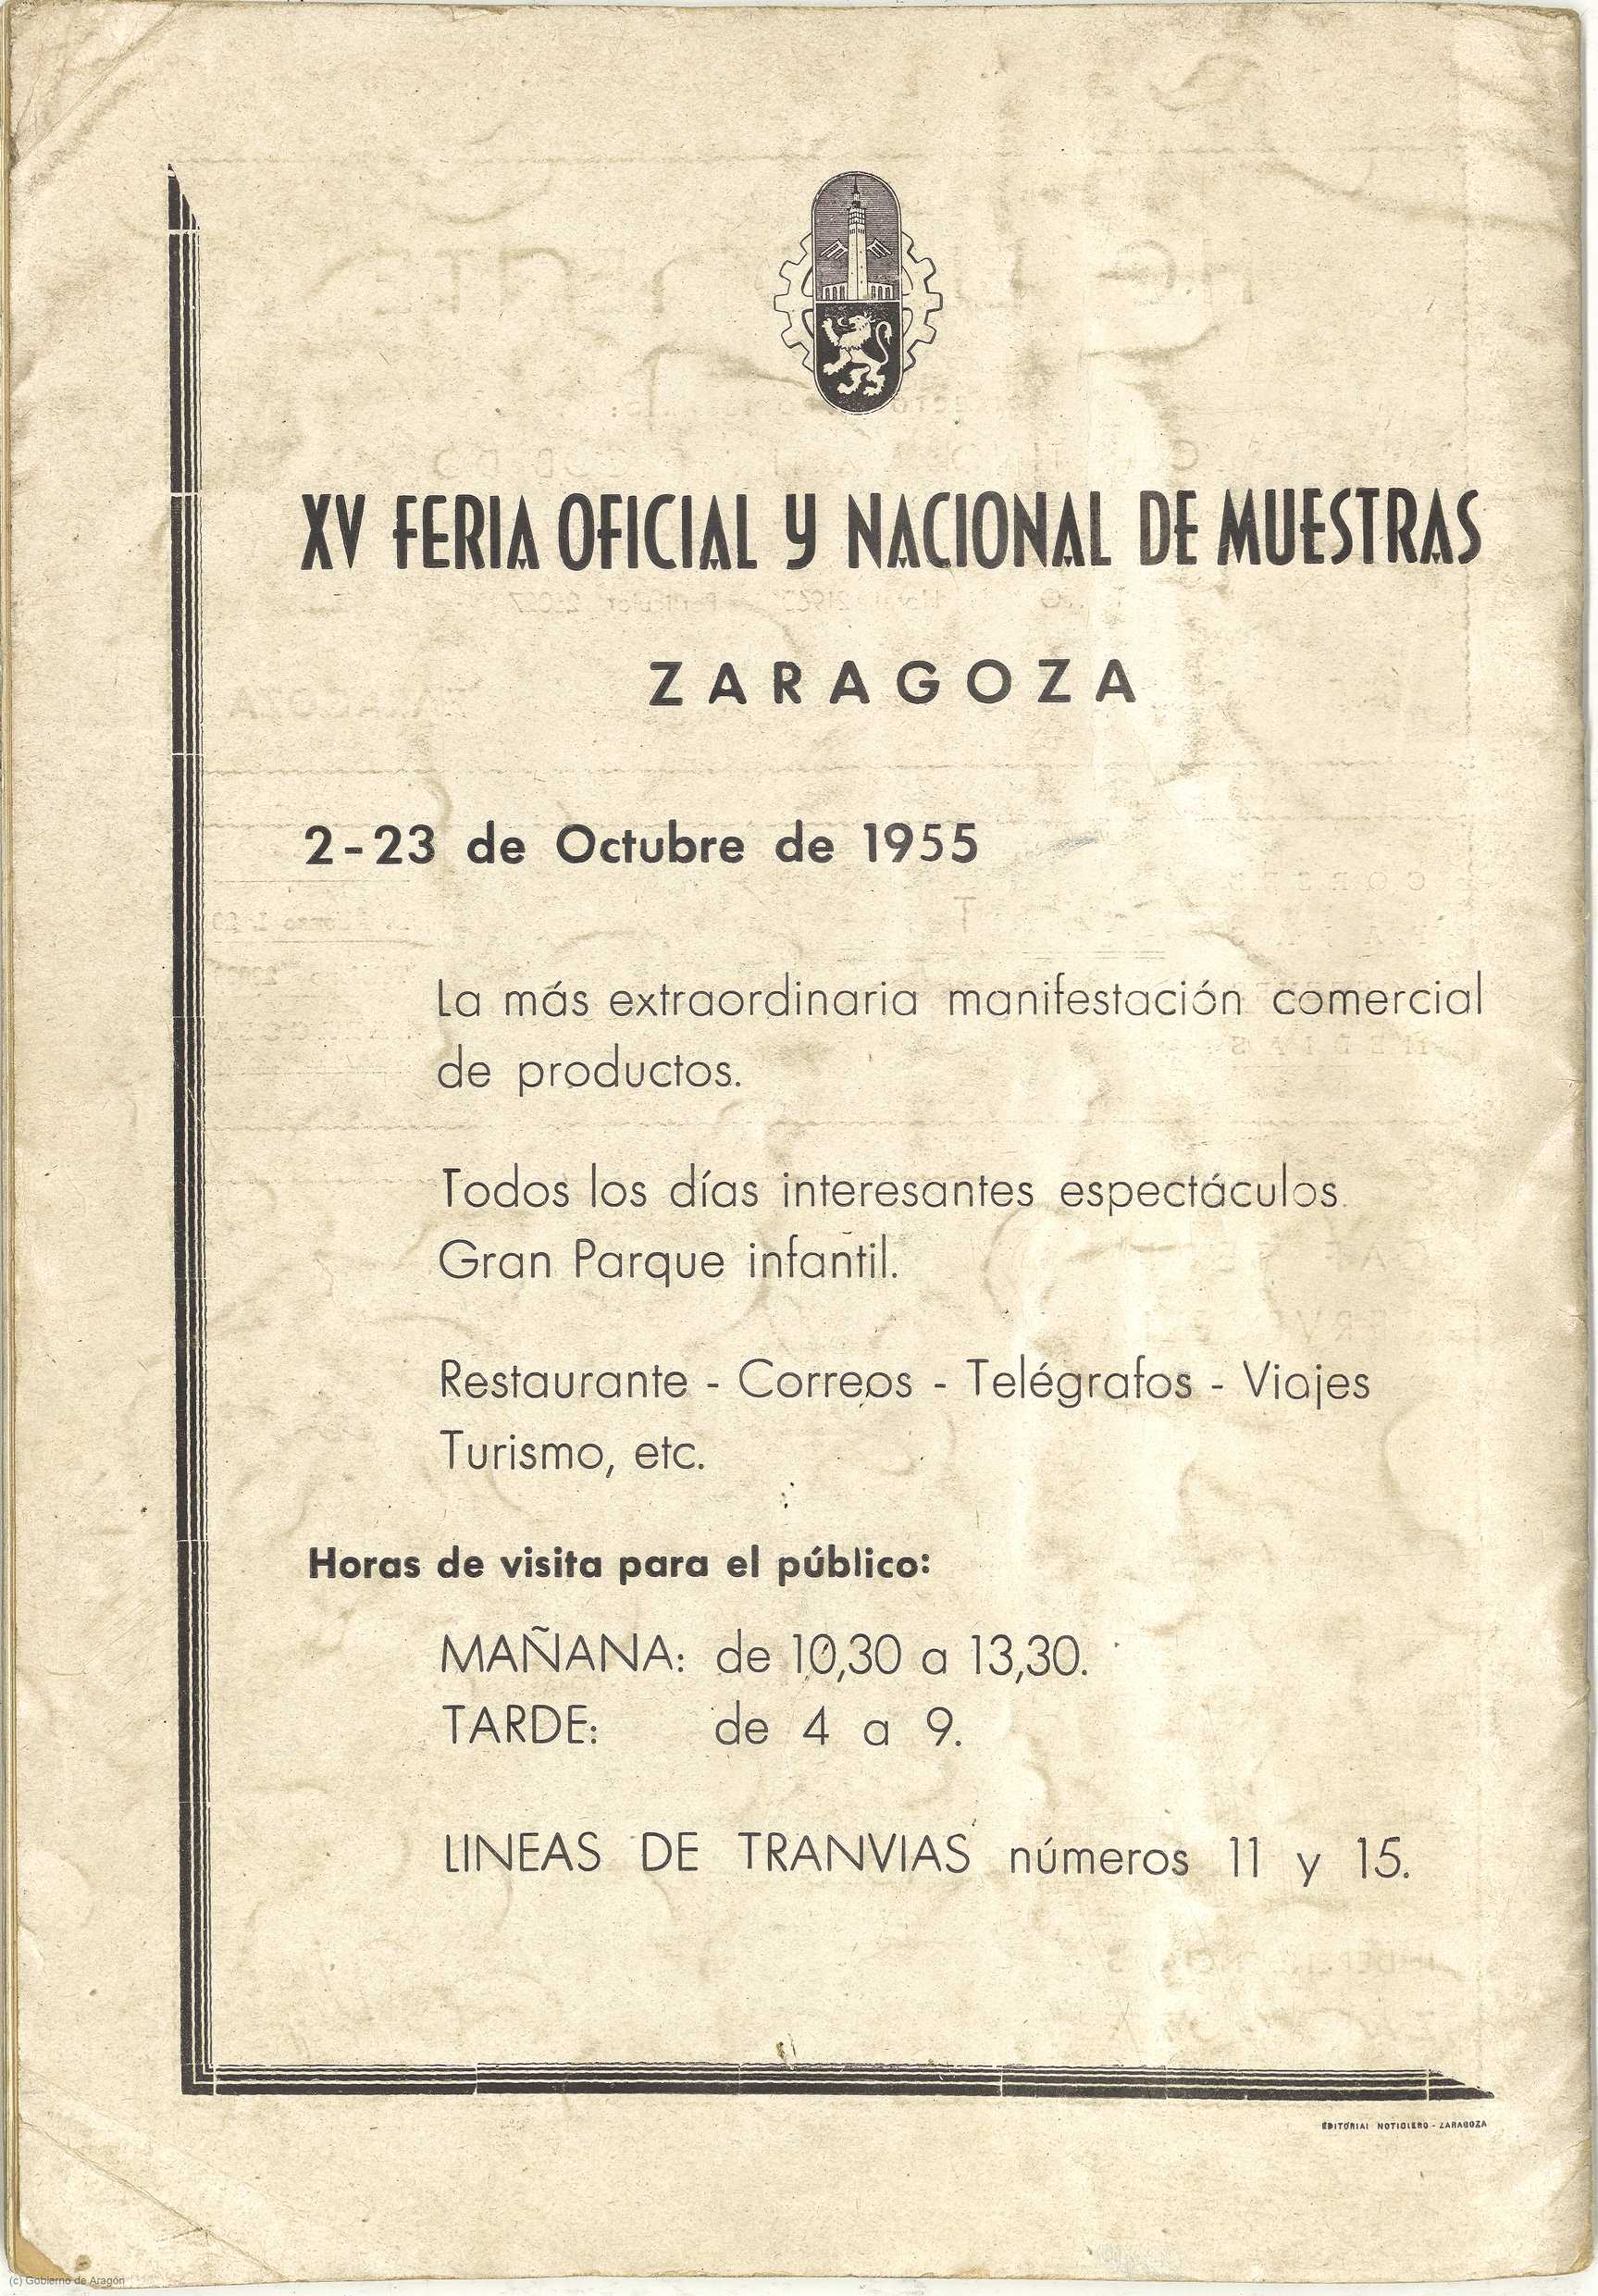 XV FERIA OFICIAL Y NACIONAL DE MUESTRAS
ZARAGOZA
2-23 de Octubre de 1955
La más extraordinaria manifestación comercial
de productos.
Todos los días interesantes espectáculos.
Gran Parque infantil.
Restaurante - Correos - Telégrafos - Viajes
Turismo, etc.
Horas de visita para el público:
MAÑANA: de 10,30 a 13,30.
TARDE: de 4 a 9.
LINEAS DE TRANVIAS números 11 y 15.
EDITORIAL NOTICIERO - ZARAGOZA
(c) Gobierno de Aragón